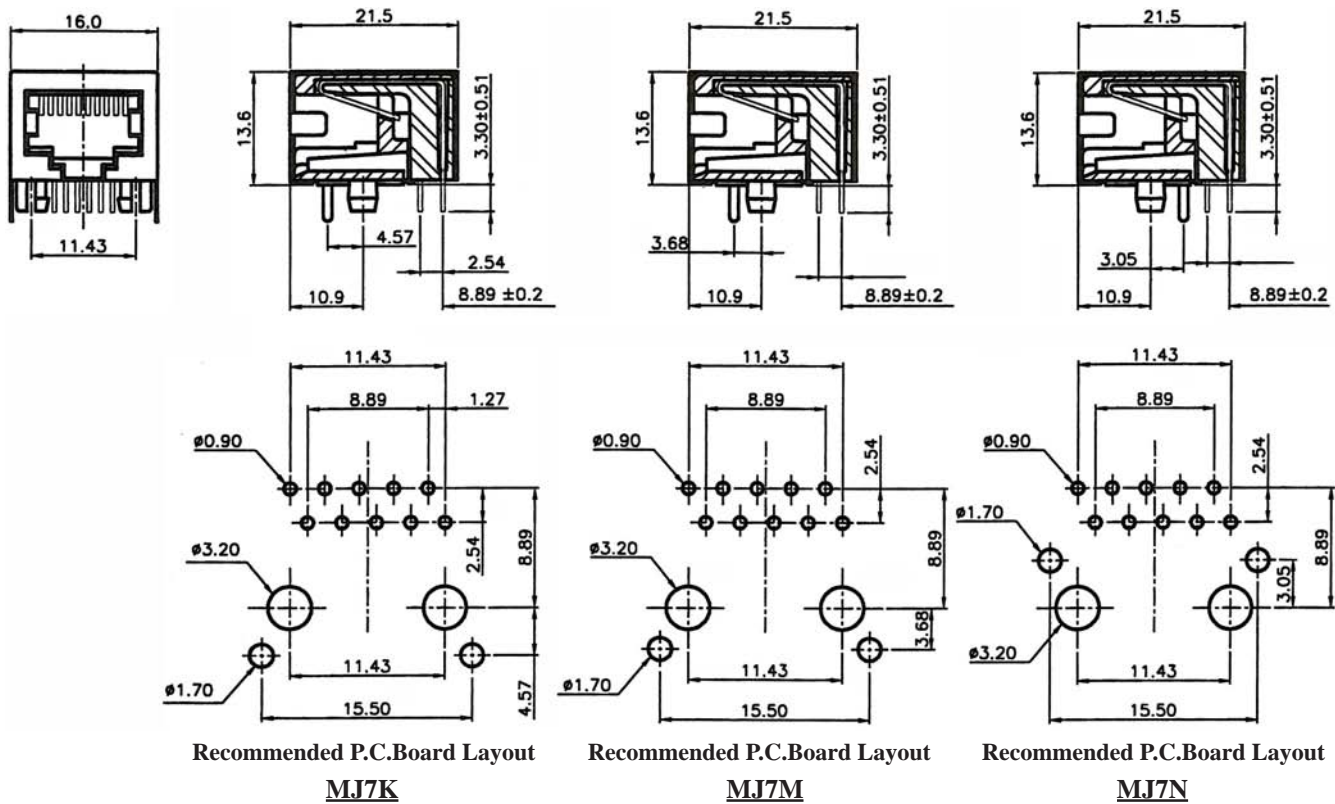 16.0
11.43
21.5
13.6
3.30±0.51
4.57
2.54
10.9
8.89 ±0.2
21.5
13.6
3.30±0.51
3.68
10.9
8.89±0.2
21.5
13.6
3.30±0.51
3.05
10.9
8.89±0.2
11.43
8.89
1.27
ø0.90
2.54
8.89
ø3.20
11.43
4.57
ø1.70
15.50
Recommended P.C.Board Layout
MJ7K
11.43
8.89
ø0.90
2.54
8.89
ø3.20
3.68
11.43
ø1.70
15.50
Recommended P.C.Board Layout
MJ7M
11.43
8.89
ø0.90
2.54
ø1.70
8.89
3.05
ø3.20
11.43
15.50
Recommended P.C.Board Layout
MJ7N